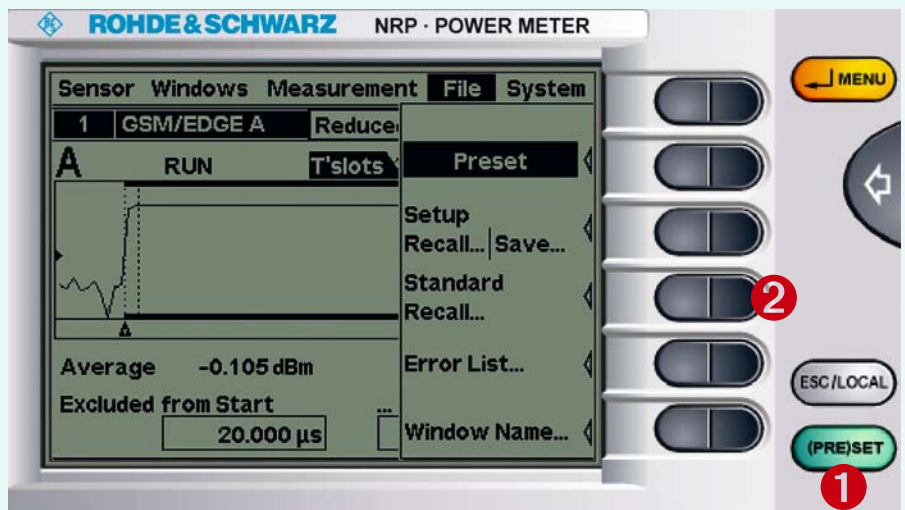 ROHDE & SCHWARZ NRP · POWER METER
Sensor Windows Measurement File System
1 GSM/EDGE A Reduce
A RUN T'slots Preset
Setup
Recall... Save...
Standard
Recall...
Average -0.105 dBm Error List...
Excluded from Start ...
20.000 µs Window Name...
MENU
2
ESC/LOCAL
(PRE)SET
1